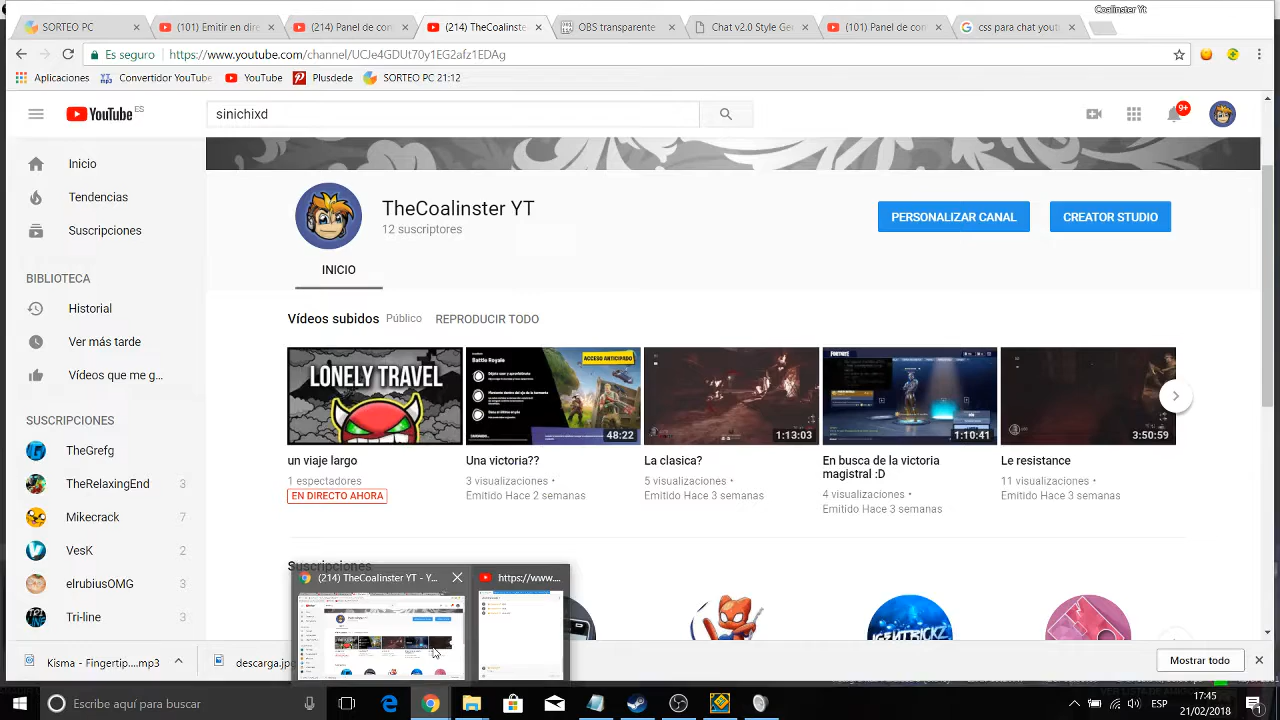 Coalinster Yt
SORTEO PC
(101) Emitir en dire
(214) Panel de con
(214) TheCoalinster
OBS transparente
Chat v2.0 Style Ge
(101) Panel de con
css para chat yout
Es seguro
https://www.youtube.com/channel/UCJe4GDUt70y1EG2afz1EDAg
Aplicaciones
Convertidor YouTube
YouTube
Plusdede
SORTEO PC 21:12
YouTube ES
sinichixd
9+
Inicio
Tendencias
Suscripciones
BIBLIOTECA
Historial
Ver más tarde
Vídeos que me g...
SUSCRIPCIONES
TheGrefg
TheRelaxingEnd 3
Mikecrack 7
VesK 2
elrubiusOMG 3
TheCoalinster YT
12 suscriptores
PERSONALIZAR CANAL
CREATOR STUDIO
INICIO
Vídeos subidos Público REPRODUCIR TODO
LONELY TRAVEL
Battle Royale
ACCESO ANTICIPADO
48:22
1:13:03
FORTNITE
1:10:41
3:50:59
un viaje largo
1 espectadores
EN DIRECTO AHORA
Una victoria??
3 visualizaciones •
Emitido Hace 2 semanas
La clasica?
5 visualizaciones •
Emitido Hace 3 semanas
En busca de la victoria
magistral :D
4 visualizaciones •
Emitido Hace 3 semanas
Le resistance
11 visualizaciones •
Emitido Hace 3 semanas
Suscripciones
(214) TheCoalinster YT - Y...
https://www....
Mostrar todo
Escribe aquí para buscar
ESP
17:45
21/02/2018